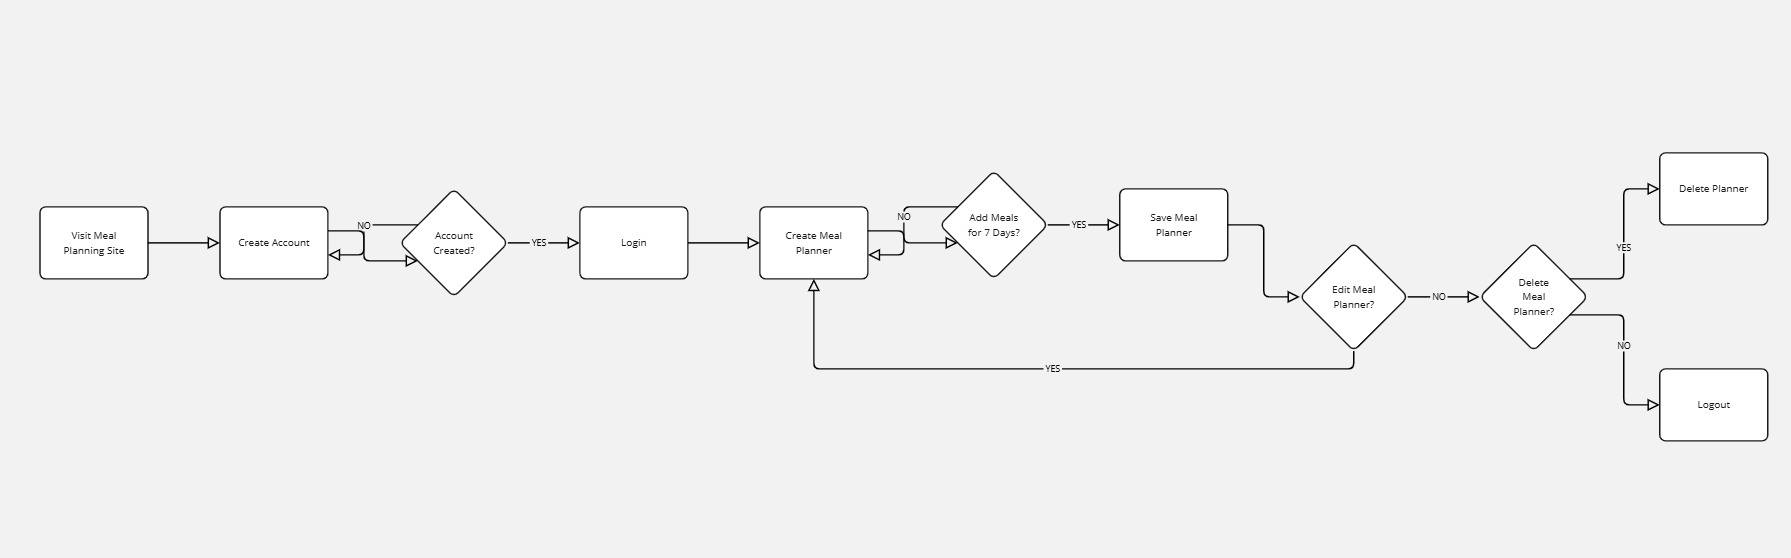 Visit Meal
Planning Site
Create Account
NO
Account
Created?
YES
Login
Create Meal
Planner
NO
Add Meals
for 7 Days?
YES
Save Meal
Planner
Edit Meal
Planner?
YES
NO
Delete
Meal
Planner?
YES
Delete Planner
NO
Logout